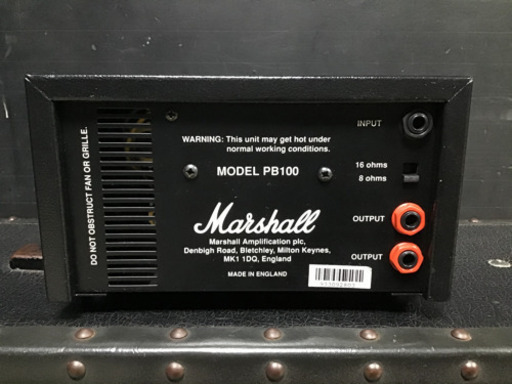 INPUT
WARNING: This unit may get hot under
normal working conditions.
MODEL PB100
16 ohms
8 ohms
DO NOT OBSTRUCT FAN OR GRILLE.
Marshall
OUTPUT
Marshall Amplification plc,
Denbigh Road, Bletchley, Milton Keynes,
MK1 1DQ, England
OUTPUT
MADE IN ENGLAND